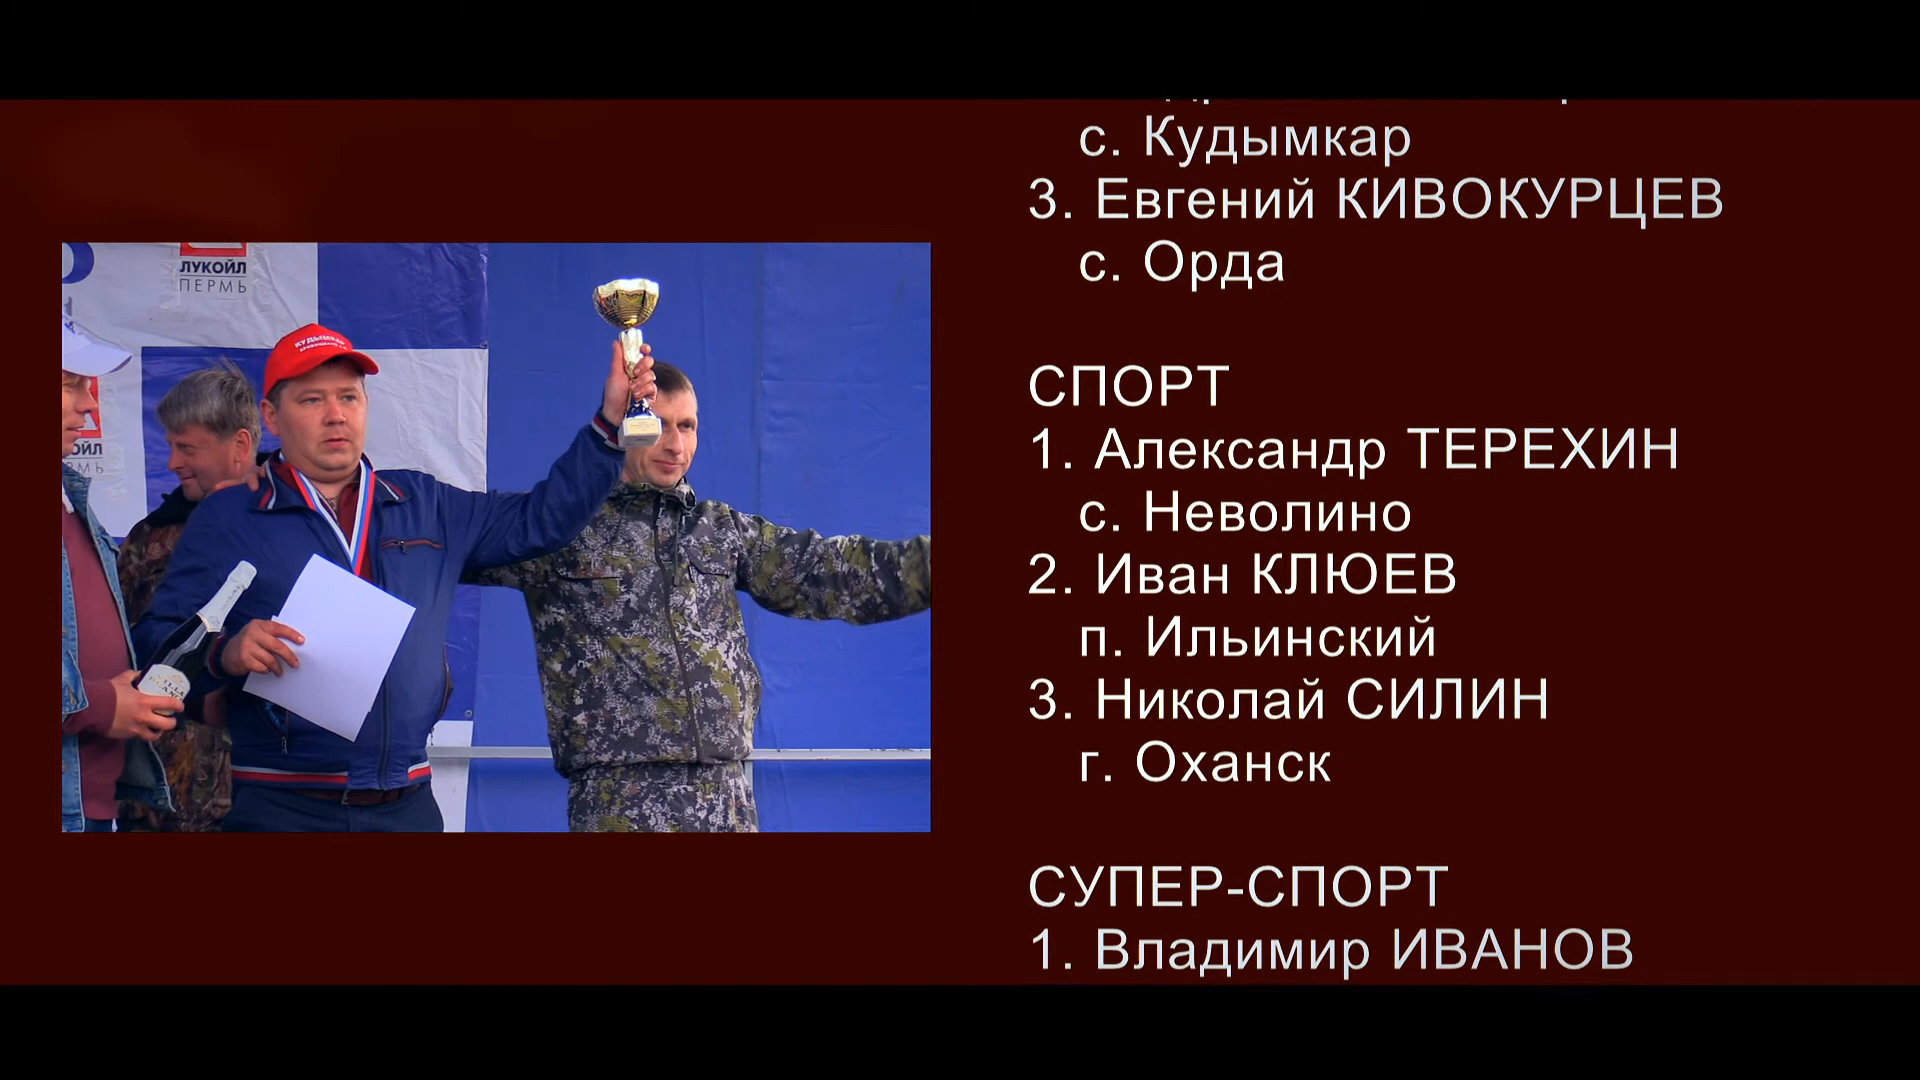 с. Кудымкар
3. Евгений КИВОКУРЦЕВ
с. Орда
СПОРТ
1. Александр ТЕРЕХИН
с. Неволино
2. Иван КЛЮЕВ
п. Ильинский
3. Николай СИЛИН
г. Оханск
СУПЕР-СПОРТ
1. Владимир ИВАНОВ
ЛУКОЙЛ
ПЕРМЬ
КУДЫМКАР